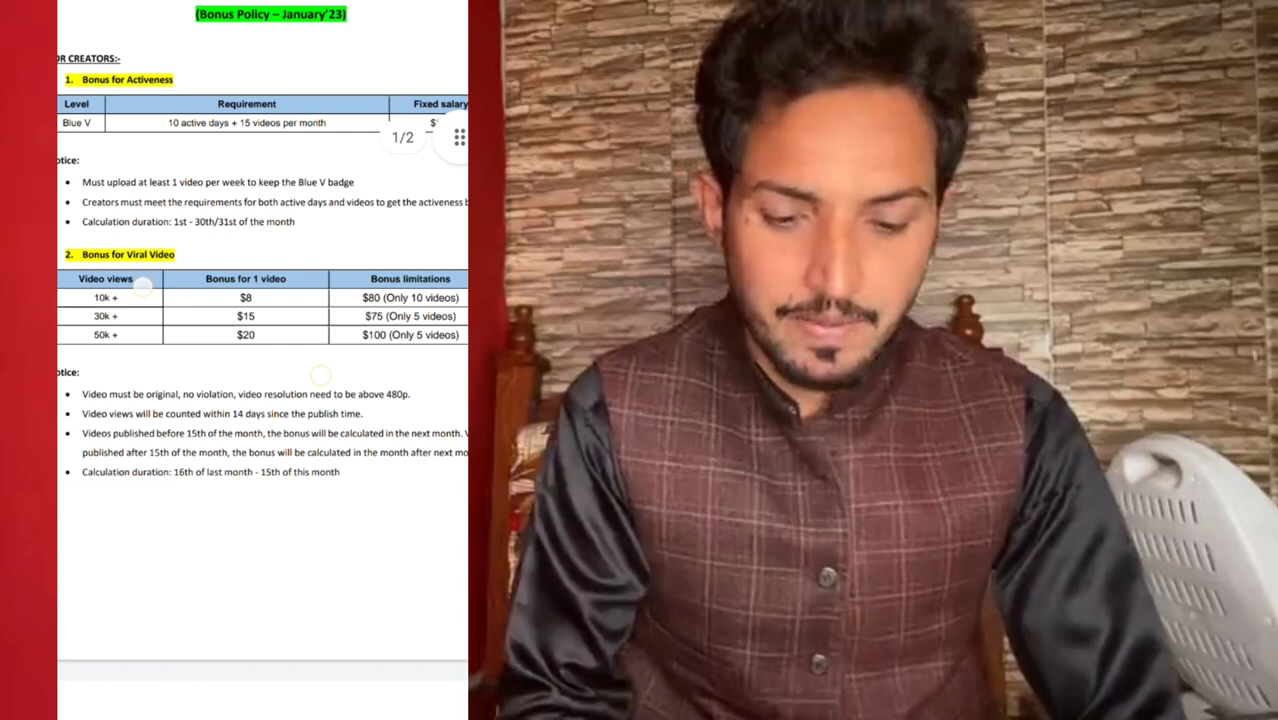 (Bonus Policy – January'23)
OR CREATORS:-
1. Bonus for Activeness
Level Requirement Fixed salary
Blue V 10 active days + 15 videos per month $
1/2
otice:
• Must upload at least 1 video per week to keep the Blue V badge
• Creators must meet the requirements for both active days and videos to get the activeness
• Calculation duration: 1st - 30th/31st of the month
2. Bonus for Viral Video
Video views Bonus for 1 video Bonus limitations
10k + $8 $80 (Only 10 videos)
30k + $15 $75 (Only 5 videos)
50k + $20 $100 (Only 5 videos)
otice:
• Video must be original, no violation, video resolution need to be above 480p.
• Video views will be counted within 14 days since the publish time.
• Videos published before 15th of the month, the bonus will be calculated in the next month.
published after 15th of the month, the bonus will be calculated in the month after next mo
• Calculation duration: 16th of last month - 15th of this month